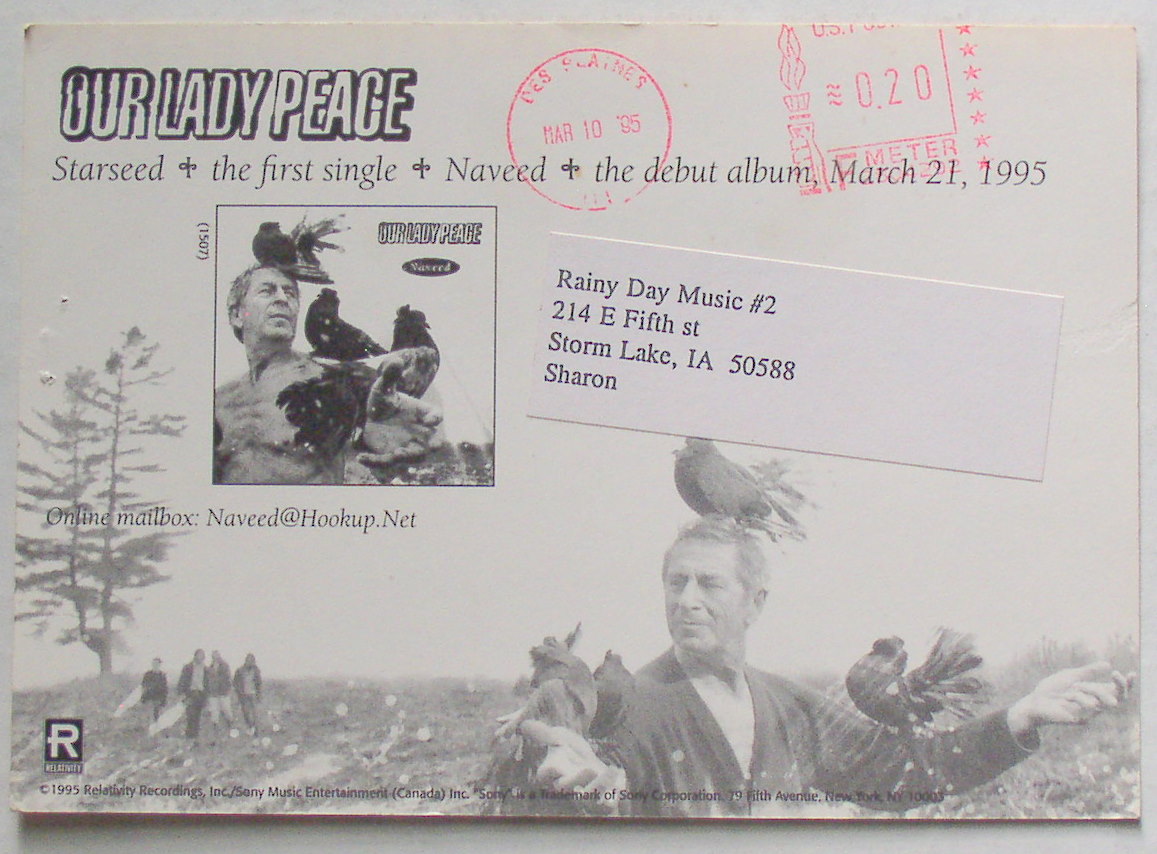 OUR LADY PEACE
Starseed ✣ the first single ✣ Naveed ✣ the debut album, March 21, 1995
DES PLAINES
MAR 10 '95
U.S. POST
0.20
METER
(1507)
OUR LADY PEACE
Naveed
Rainy Day Music #2
214 E Fifth st
Storm Lake, IA 50588
Sharon
Online mailbox: Naveed@Hookup.Net
R
RELATIVITY
©1995 Relativity Recordings, Inc./Sony Music Entertainment (Canada) Inc. "Sony" is a Trademark of Sony Corporation. 79 Fifth Avenue, New York, NY 10003